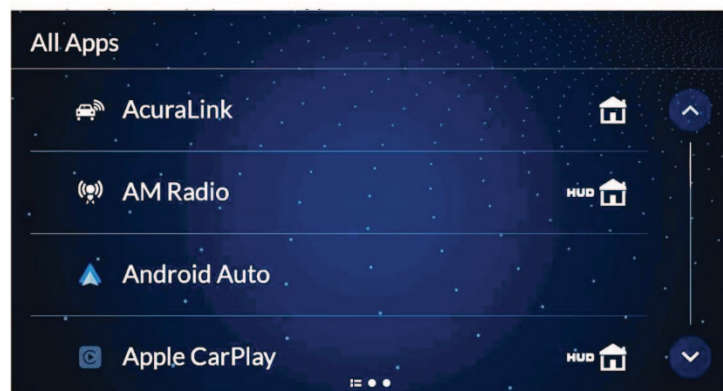 All Apps
AcuraLink
AM Radio HUD
Android Auto
Apple CarPlay HUD